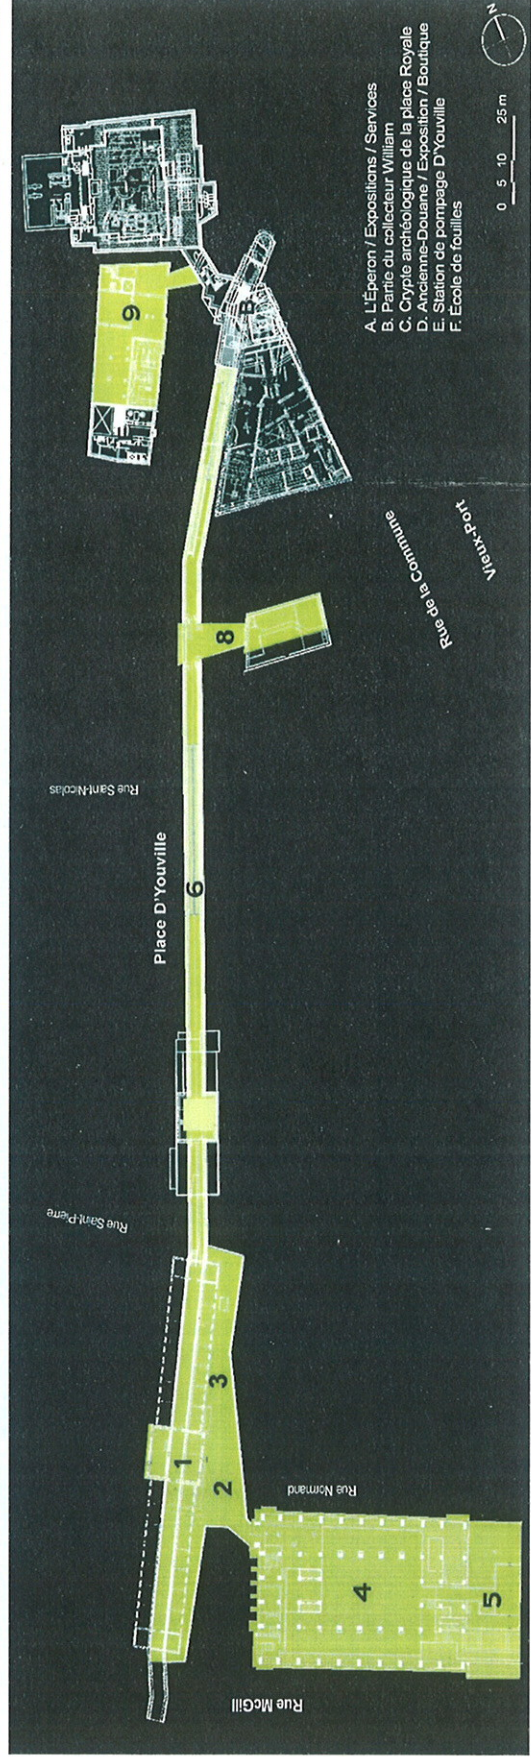 N
A. L'Éperon / Expositions / Services
B. Partie du collecteur William
C. Crypte archéologique de la place Royale
D. Ancienne-Douane / Exposition / Boutique
E. Station de pompage D'Youville
F. École de fouilles
0 5 10 25 m
9
E
B
8
6
Rue de la Commune
Vieux-Port
Rue Saint-Nicolas
Place D'Youville
Rue Saint-Pierre
1
2
3
Rue Normand
4
5
Rue McGill